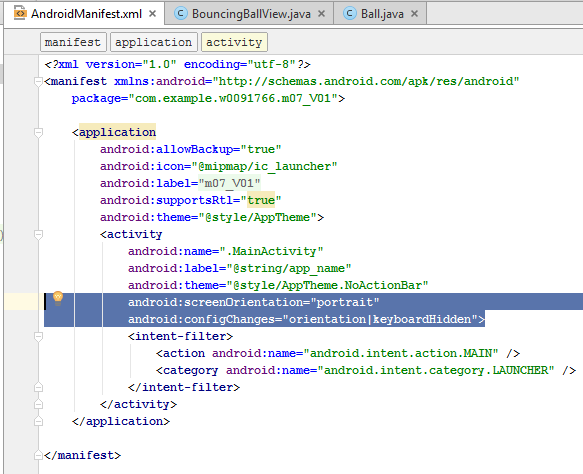 AndroidManifest.xml × BouncingBallView.java × Ball.java ×
manifest application activity
<?xml version="1.0" encoding="utf-8"?>
<manifest xmlns:android="http://schemas.android.com/apk/res/android"
package="com.example.w0091766.m07_V01">
<application
android:allowBackup="true"
android:icon="@mipmap/ic_launcher"
android:label="m07_V01"
android:supportsRtl="true"
android:theme="@style/AppTheme">
<activity
android:name=".MainActivity"
android:label="@string/app_name"
android:theme="@style/AppTheme.NoActionBar"
android:screenOrientation="portrait"
android:configChanges="orientation|keyboardHidden">
<intent-filter>
<action android:name="android.intent.action.MAIN" />
<category android:name="android.intent.category.LAUNCHER" />
</intent-filter>
</activity>
</application>
</manifest>